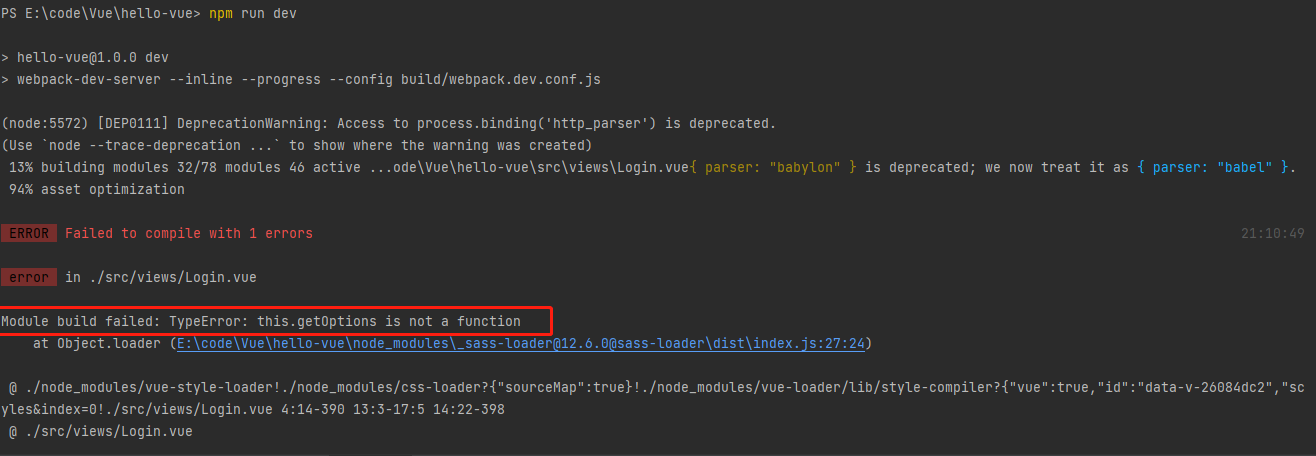 PS E:\code\Vue\hello-vue> npm run dev
> hello-vue@1.0.0 dev
> webpack-dev-server --inline --progress --config build/webpack.dev.conf.js
(node:5572) [DEP0111] DeprecationWarning: Access to process.binding('http_parser') is deprecated.
(Use `node --trace-deprecation ...` to show where the warning was created)
13% building modules 32/78 modules 46 active ...ode\Vue\hello-vue\src\views\Login.vue{ parser: "babylon" } is deprecated; we now treat it as { parser: "babel" }.
94% asset optimization
ERROR Failed to compile with 1 errors 21:10:49
error in ./src/views/Login.vue
Module build failed: TypeError: this.getOptions is not a function
at Object.loader (E:\code\Vue\hello-vue\node_modules\_sass-loader@12.6.0@sass-loader\dist\index.js:27:24)
@ ./node_modules/vue-style-loader!./node_modules/css-loader?{"sourceMap":true}!./node_modules/vue-loader/lib/style-compiler?{"vue":true,"id":"data-v-26084dc2","sc
yles&index=0!./src/views/Login.vue 4:14-390 13:3-17:5 14:22-398
@ ./src/views/Login.vue